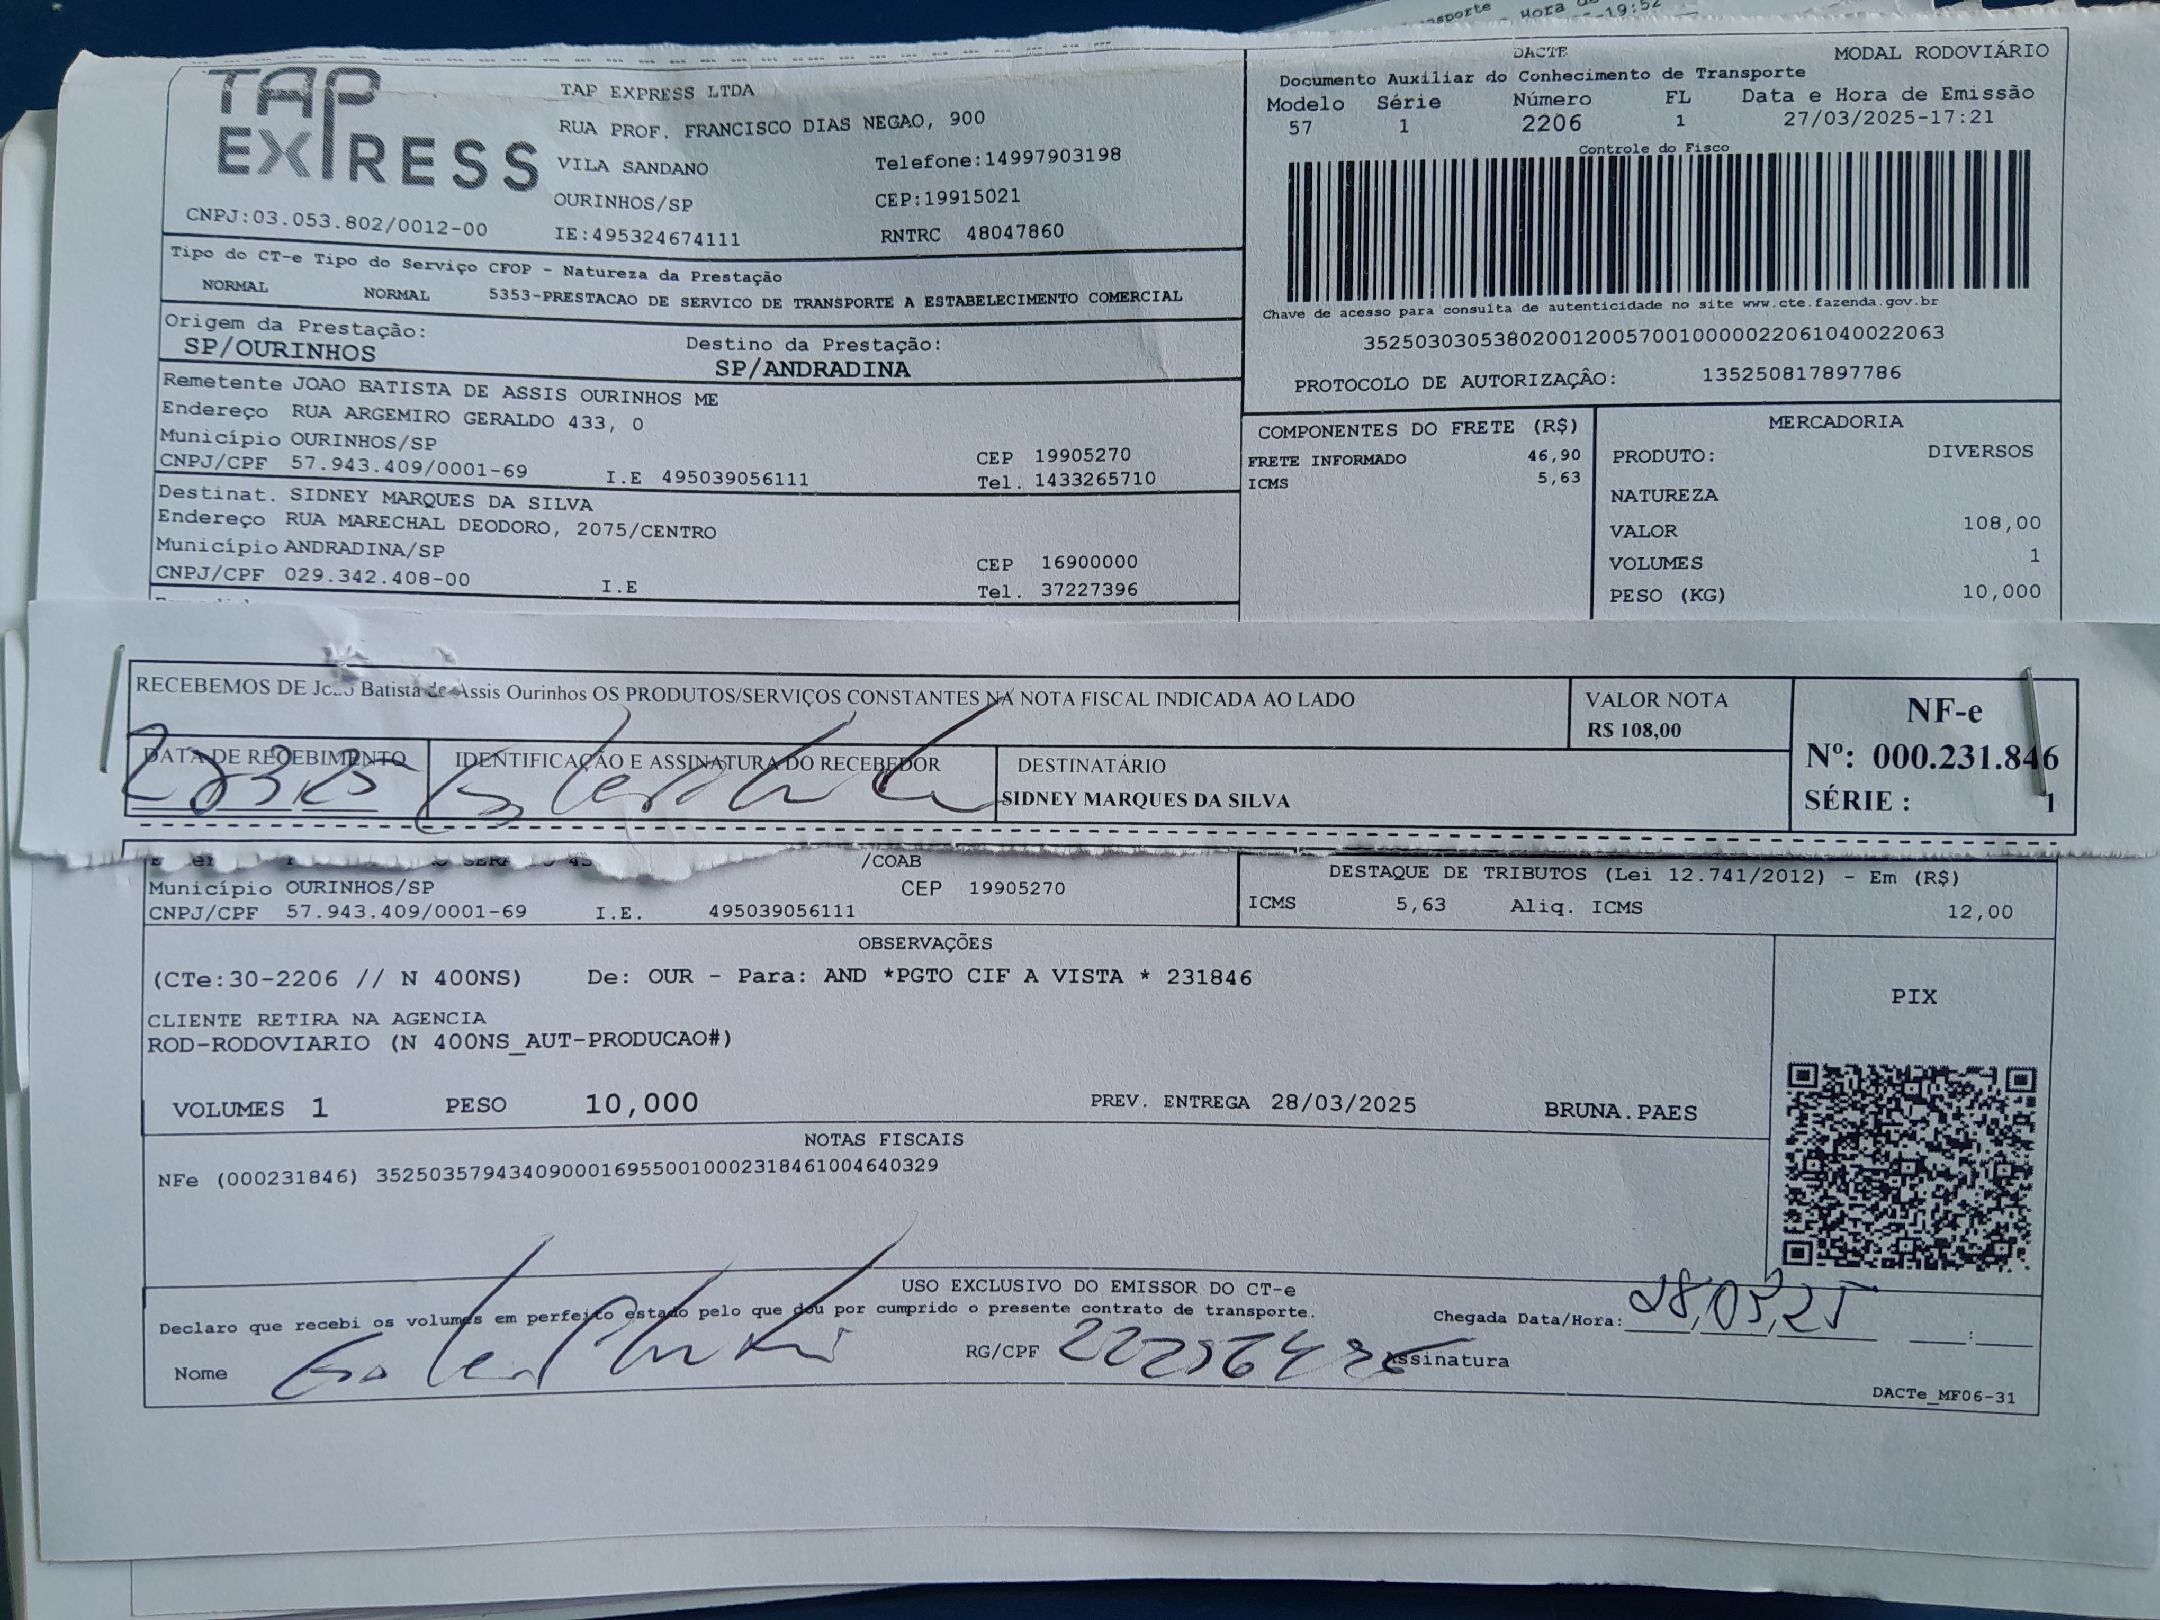 sporte Hora d
-19:52
TAP EXPRESS
CNPJ:03.053.802/0012-00
TAP EXPRESS LTDA
RUA PROF. FRANCISCO DIAS NEGAO, 900
VILA SANDANO Telefone:14997903198
OURINHOS/SP CEP:19915021
IE:495324674111 RNTRC 48047860
DACTE MODAL RODOVIÁRIO
Documento Auxiliar do Conhecimento de Transporte
Modelo Série Número FL Data e Hora de Emissão
57 1 2206 1 27/03/2025-17:21
Controle do Fisco
Chave de acesso para consulta de autenticidade no site www.cte.fazenda.gov.br
35250303053802001200570010000022061040022063
PROTOCOLO DE AUTORIZAÇÂO: 135250817897786
Tipo do CT-e Tipo do Serviço CFOP - Natureza da Prestação
NORMAL NORMAL 5353-PRESTACAO DE SERVICO DE TRANSPORTE A ESTABELECIMENTO COMERCIAL
Origem da Prestação: Destino da Prestação:
SP/OURINHOS SP/ANDRADINA
Remetente JOAO BATISTA DE ASSIS OURINHOS ME
Endereço RUA ARGEMIRO GERALDO 433, 0
Município OURINHOS/SP CEP 19905270
CNPJ/CPF 57.943.409/0001-69 I.E 495039056111 Tel. 1433265710
Destinat. SIDNEY MARQUES DA SILVA
Endereço RUA MARECHAL DEODORO, 2075/CENTRO
Município ANDRADINA/SP CEP 16900000
CNPJ/CPF 029.342.408-00 I.E Tel. 37227396
COMPONENTES DO FRETE (R$)
FRETE INFORMADO 46,90
ICMS 5,63
MERCADORIA
PRODUTO: DIVERSOS
NATUREZA
VALOR 108,00
VOLUMES 1
PESO (KG) 10,000
RECEBEMOS DE João Batista de Assis Ourinhos OS PRODUTOS/SERVIÇOS CONSTANTES NA NOTA FISCAL INDICADA AO LADO
VALOR NOTA
R$ 108,00
NF-e
Nº: 000.231.846
SÉRIE : 1
DATA DE RECEBIMENTO IDENTIFICAÇÃO E ASSINATURA DO RECEBEDOR DESTINATÁRIO
SIDNEY MARQUES DA SILVA
/COAB
Município OURINHOS/SP CEP 19905270
CNPJ/CPF 57.943.409/0001-69 I.E. 495039056111
DESTAQUE DE TRIBUTOS (Lei 12.741/2012) - Em (R$)
ICMS 5,63 Aliq. ICMS 12,00
OBSERVAÇÕES
(CTe:30-2206 // N 400NS) De: OUR - Para: AND *PGTO CIF A VISTA * 231846
CLIENTE RETIRA NA AGENCIA
ROD-RODOVIARIO (N 400NS_AUT-PRODUCAO#)
PIX
VOLUMES 1 PESO 10,000 PREV. ENTREGA 28/03/2025 BRUNA.PAES
NOTAS FISCAIS
NFe (000231846) 35250357943409000169550010002318461004640329
USO EXCLUSIVO DO EMISSOR DO CT-e
Declaro que recebi os volumes em perfeito estado pelo que dou por cumprido o presente contrato de transporte. Chegada Data/Hora: 28,03,25 :
Nome RG/CPF Assinatura
DACTe_MF06-31